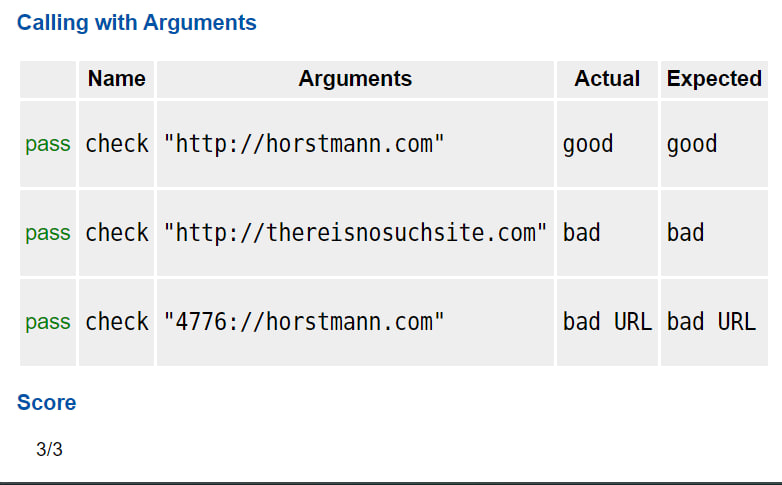 Calling with Arguments
Name Arguments Actual Expected
pass check "http://horstmann.com" good good
pass check "http://thereisnosuchsite.com" bad bad
pass check "4776://horstmann.com" bad URL bad URL
Score
3/3